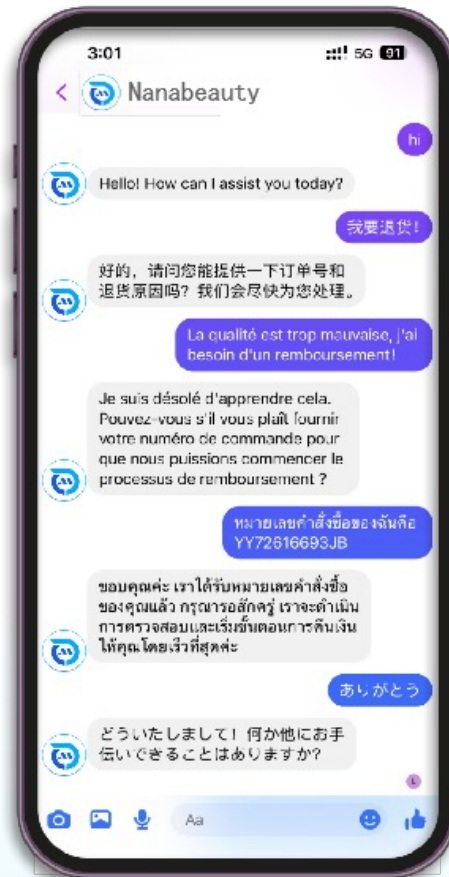 3:01
5G 91
Nanabeauty
hi
Hello! How can I assist you today?
我要退货!
好的，请问您能提供一下订单号和
退货原因吗？我们会尽快为您处理。
La qualité est trop mauvaise, j'ai
besoin d'un remboursement!
Je suis désolé d'apprendre cela.
Pouvez-vous s'il vous plaît fournir
votre numéro de commande pour
que nous puissions commencer le
processus de remboursement ?
หมายเลขคำสั่งซื้อของฉันคือ
YY72616693JB
ขอบคุณค่ะ เราได้รับหมายเลขคำสั่งซื้อ
ของคุณแล้ว กรุณารอสักครู่ เราจะดำเนิน
การตรวจสอบและเริ่มขั้นตอนการคืนเงิน
ให้คุณโดยเร็วที่สุดค่ะ
ありがとう
どういたしまして！何か他にお手
伝いできることはありますか?
Aa